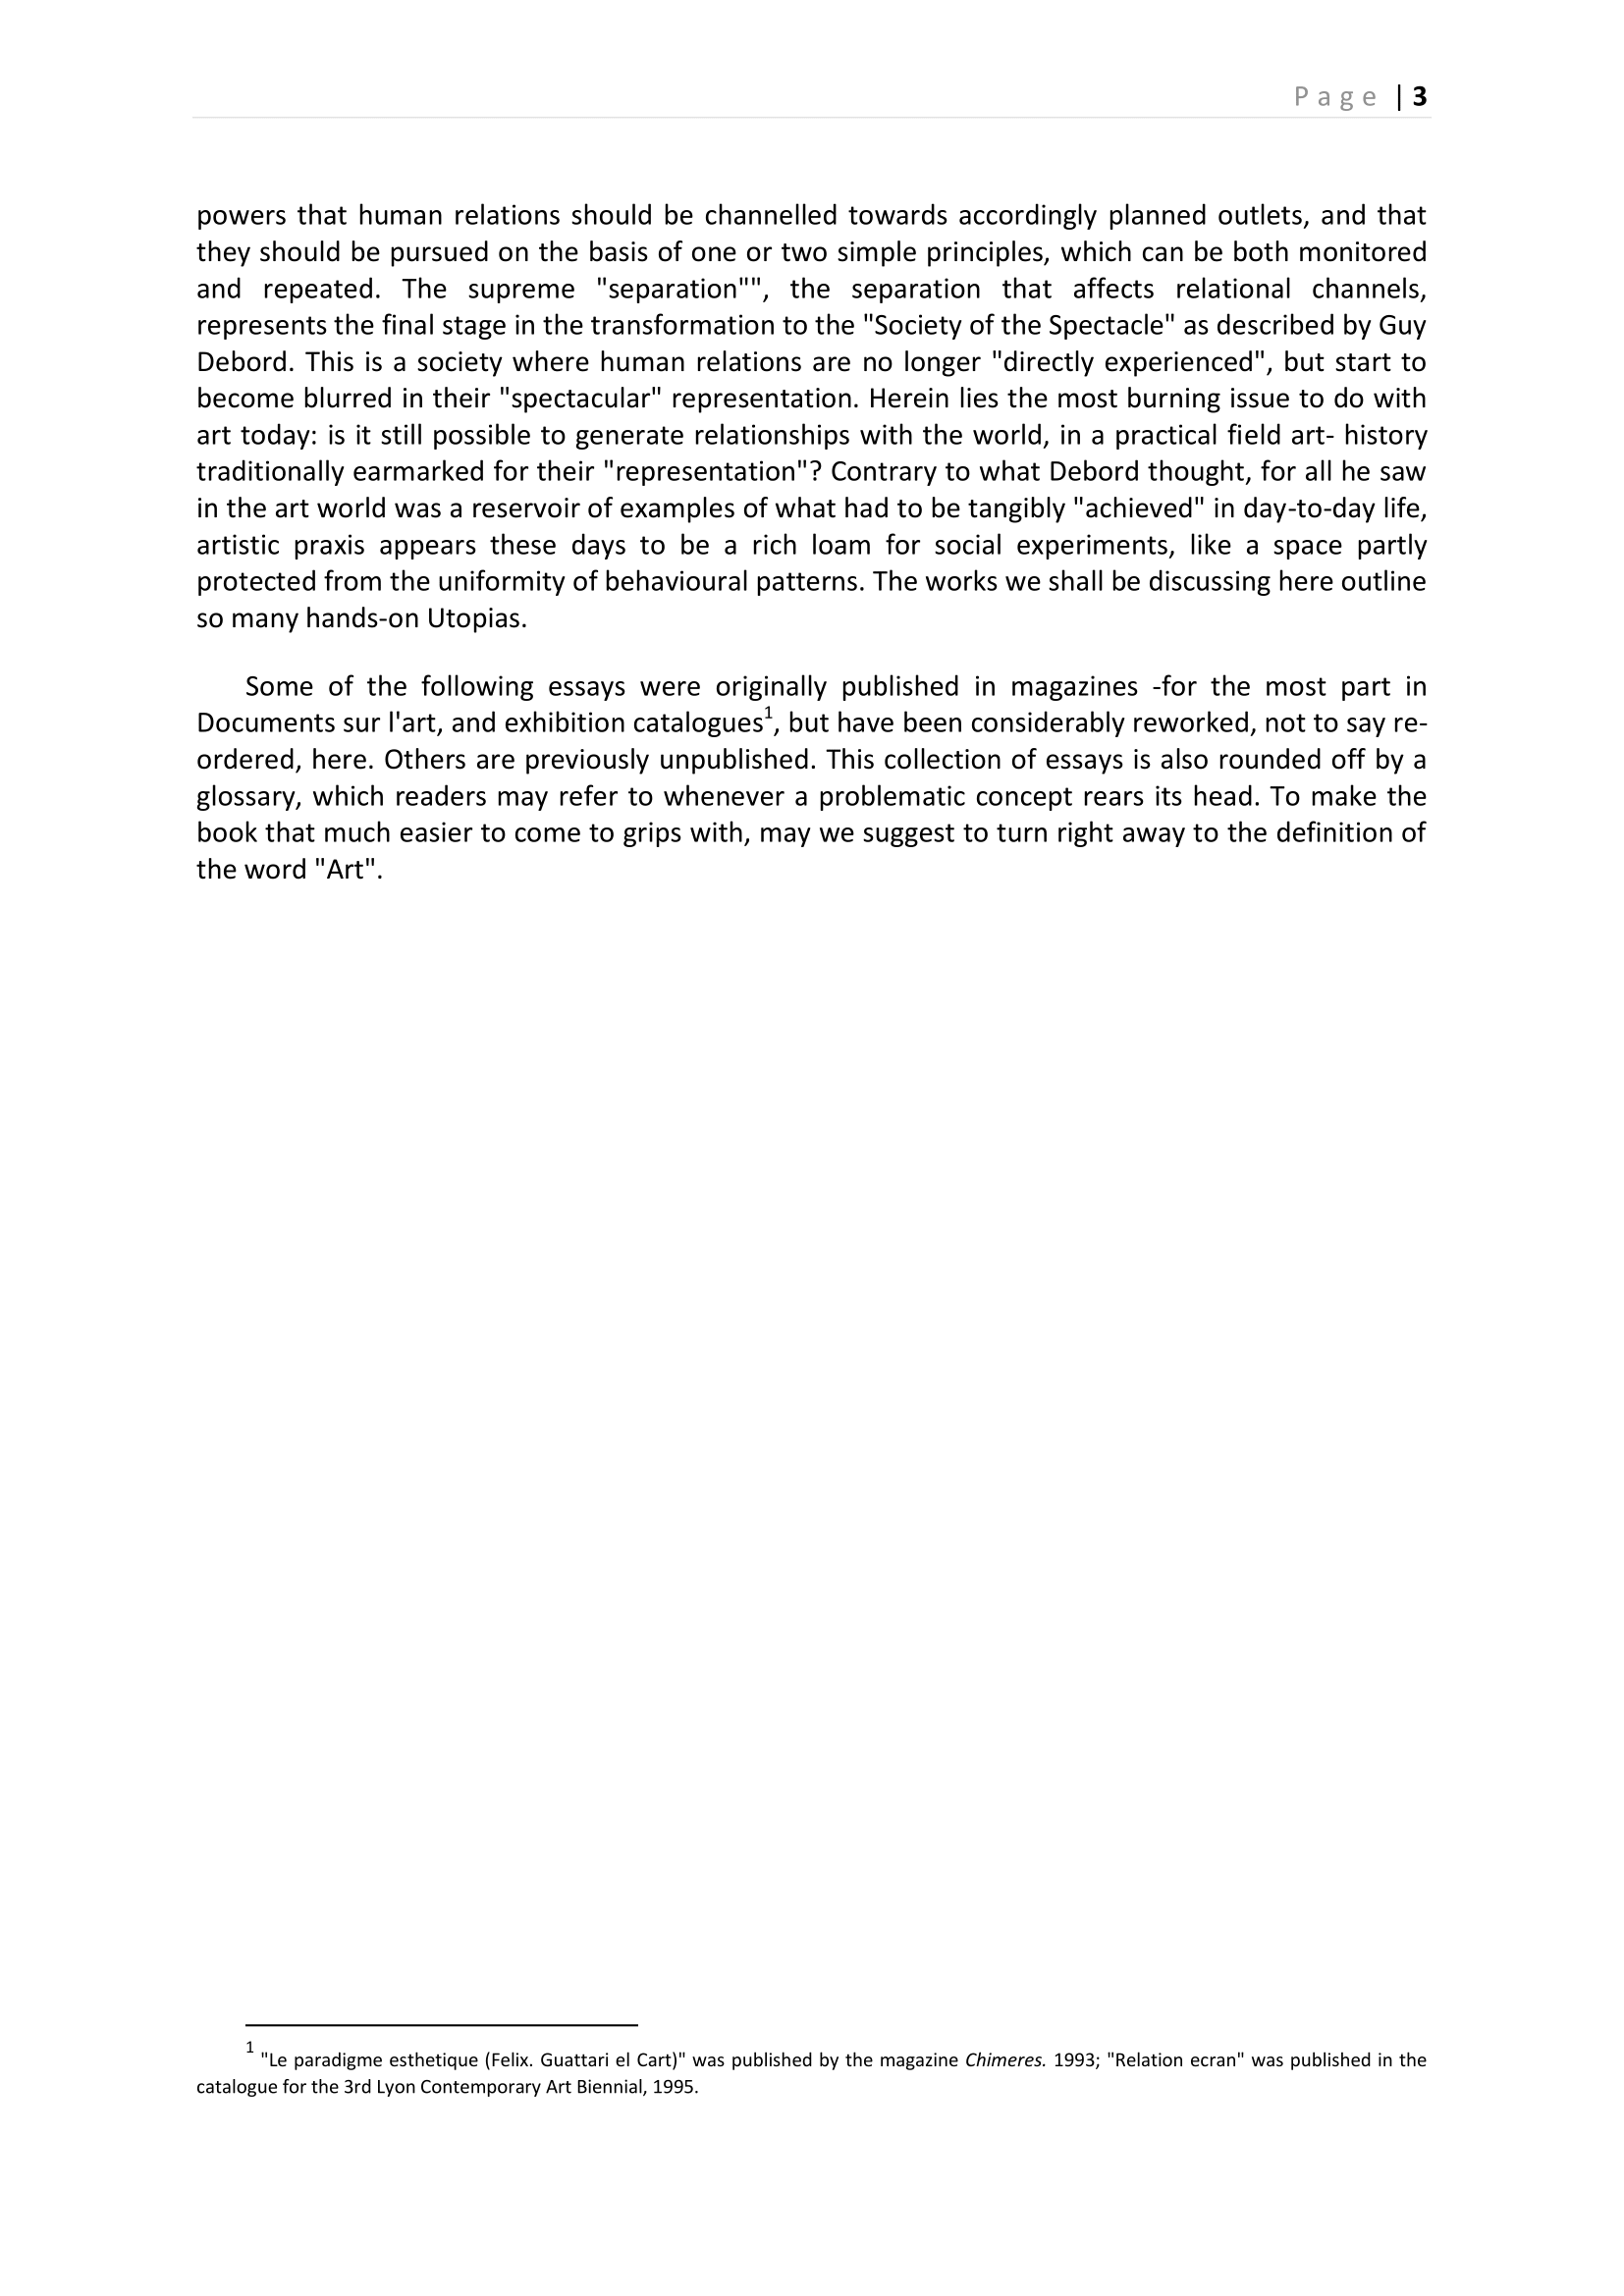 Page | 3
powers that human relations should be channelled towards accordingly planned outlets, and that
they should be pursued on the basis of one or two simple principles, which can be both monitored
and repeated. The supreme "separation"", the separation that affects relational channels,
represents the final stage in the transformation to the "Society of the Spectacle" as described by Guy
Debord. This is a society where human relations are no longer "directly experienced", but start to
become blurred in their "spectacular" representation. Herein lies the most burning issue to do with
art today: is it still possible to generate relationships with the world, in a practical field art- history
traditionally earmarked for their "representation"? Contrary to what Debord thought, for all he saw
in the art world was a reservoir of examples of what had to be tangibly "achieved" in day-to-day life,
artistic praxis appears these days to be a rich loam for social experiments, like a space partly
protected from the uniformity of behavioural patterns. The works we shall be discussing here outline
so many hands-on Utopias.
Some of the following essays were originally published in magazines -for the most part in
Documents sur l'art, and exhibition catalogues1, but have been considerably reworked, not to say re-
ordered, here. Others are previously unpublished. This collection of essays is also rounded off by a
glossary, which readers may refer to whenever a problematic concept rears its head. To make the
book that much easier to come to grips with, may we suggest to turn right away to the definition of
the word "Art".
1 "Le paradigme esthetique (Felix. Guattari el Cart)" was published by the magazine Chimeres. 1993; "Relation ecran" was published in the
catalogue for the 3rd Lyon Contemporary Art Biennial, 1995.